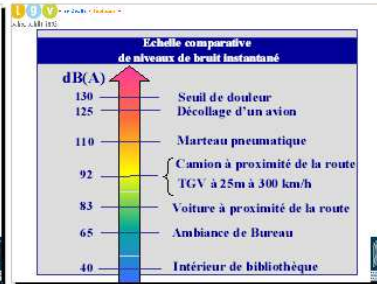 lgv
Echelle comparative
de niveaux de bruit instantané
dB(A)
130 Seuil de douleur
125 Décollage d'un avion
110 Marteau pneumatique
Camion à proximité de la route
92
TGV à 25m à 300 km/h
83 Voiture à proximité de la route
65 Ambiance de Bureau
40 Intérieur de bibliothèque